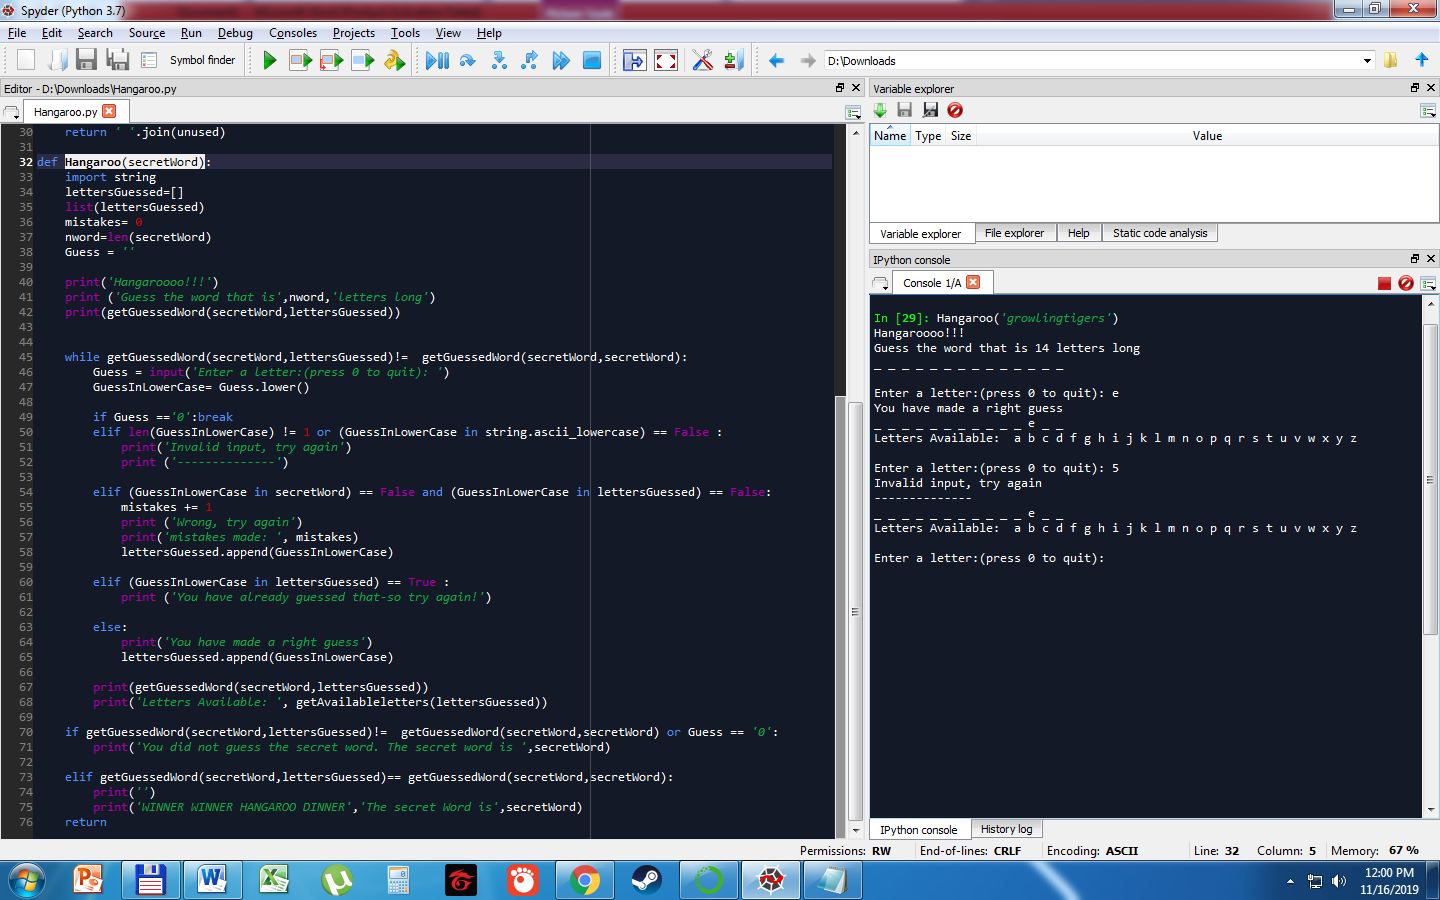 Spyder (Python 3.7)
File Edit Search Source Run Debug Consoles Projects Tools View Help
Symbol finder
D:\Downloads
Editor - D:\Downloads\Hangaroo.py
Hangaroo.py
30 return ' '.join(unused)
31
32 def Hangaroo(secretWord):
33 import string
34 lettersGuessed=[]
35 list(lettersGuessed)
36 mistakes= 0
37 nword=len(secretWord)
38 Guess = ''
39
40 print('Hangaroooo!!!')
41 print ('Guess the word that is',nword,'letters long')
42 print(getGuessedWord(secretWord,lettersGuessed))
43
44
45 while getGuessedWord(secretWord,lettersGuessed)!=  getGuessedWord(secretWord,secretWord):
46 Guess = input('Enter a letter:(press 0 to quit): ')
47 GuessInLowerCase= Guess.lower()
48
49 if Guess =='0':break
50 elif len(GuessInLowerCase) != 1 or (GuessInLowerCase in string.ascii_lowercase) == False :
51 print('Invalid input, try again')
52 print ('--------------')
53
54 elif (GuessInLowerCase in secretWord) == False and (GuessInLowerCase in lettersGuessed) == False:
55 mistakes += 1
56 print ('Wrong, try again')
57 print('mistakes made: ', mistakes)
58 lettersGuessed.append(GuessInLowerCase)
59
60 elif (GuessInLowerCase in lettersGuessed) == True :
61 print ('You have already guessed that-so try again!')
62
63 else:
64 print('You have made a right guess')
65 lettersGuessed.append(GuessInLowerCase)
66
67 print(getGuessedWord(secretWord,lettersGuessed))
68 print('Letters Available: ', getAvailableletters(lettersGuessed))
69
70 if getGuessedWord(secretWord,lettersGuessed)!=  getGuessedWord(secretWord,secretWord) or Guess == '0':
71 print('You did not guess the secret word. The secret word is ',secretWord)
72
73 elif getGuessedWord(secretWord,lettersGuessed)== getGuessedWord(secretWord,secretWord):
74 print('')
75 print('WINNER WINNER HANGAROO DINNER','The secret Word is',secretWord)
76 return
Variable explorer
Name Type Size Value
Variable explorer File explorer Help Static code analysis
IPython console
Console 1/A
In [29]: Hangaroo('growlingtigers')
Hangaroooo!!!
Guess the word that is 14 letters long
_ _ _ _ _ _ _ _ _ _ _ _ _ _
Enter a letter:(press 0 to quit): e
You have made a right guess
_ _ _ _ _ _ _ _ _ _ _ e _ _
Letters Available:  a b c d f g h i j k l m n o p q r s t u v w x y z
Enter a letter:(press 0 to quit): 5
Invalid input, try again
--------------
_ _ _ _ _ _ _ _ _ _ _ e _ _
Letters Available:  a b c d f g h i j k l m n o p q r s t u v w x y z
Enter a letter:(press 0 to quit):
IPython console History log
Permissions: RW End-of-lines: CRLF Encoding: ASCII Line: 32 Column: 5 Memory: 67 %
12:00 PM
11/16/2019